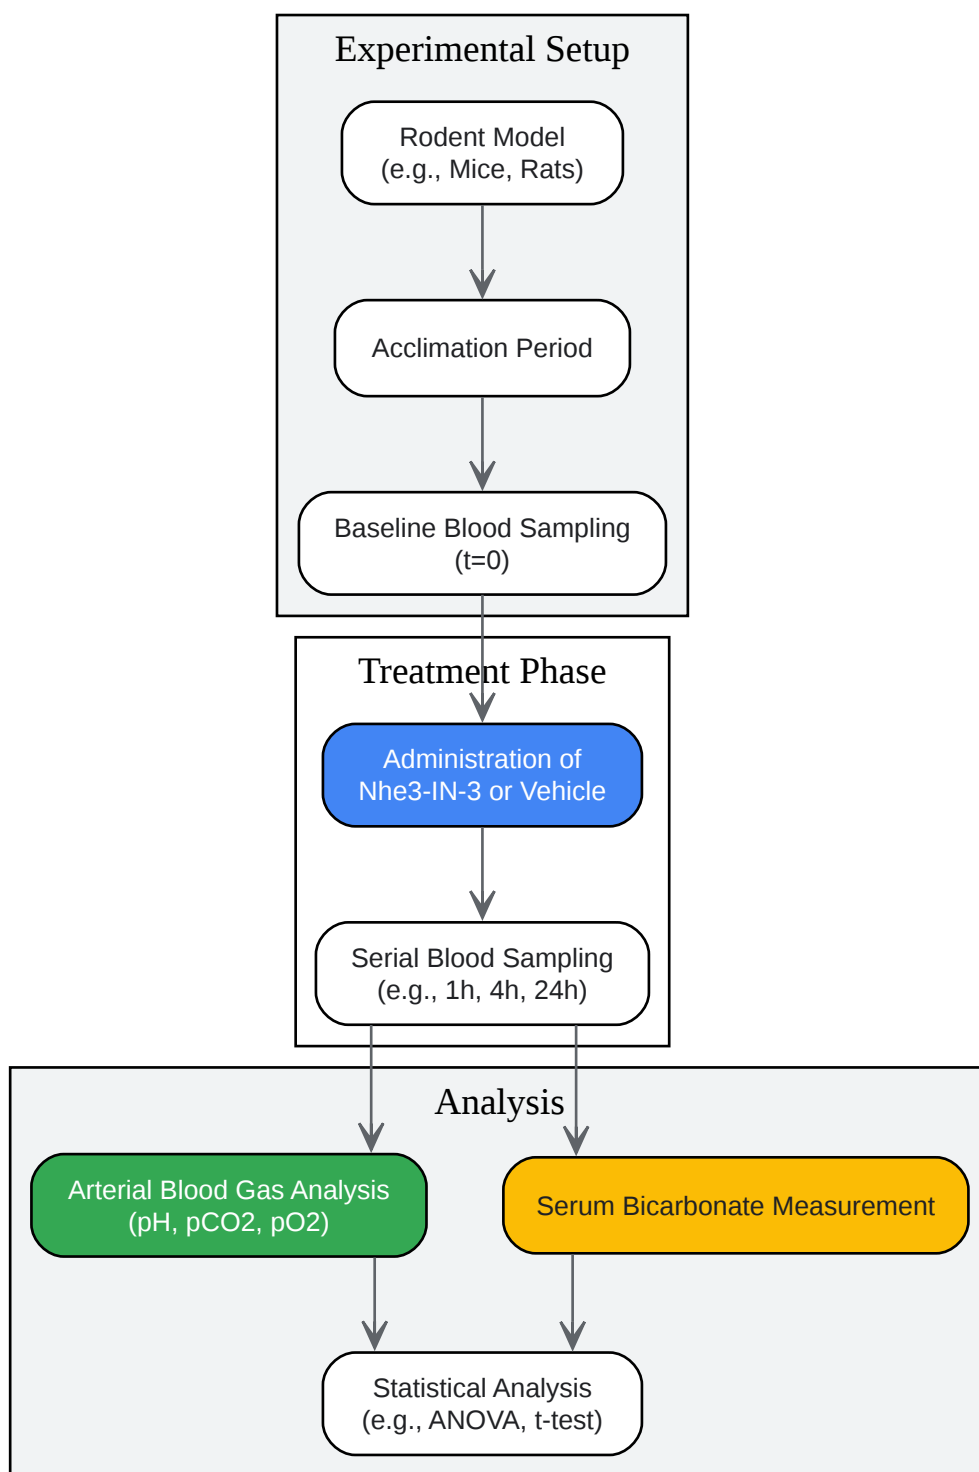 Experimental Setup
Rodent Model
(e.g., Mice, Rats)
Acclimation Period
Baseline Blood Sampling
(t=0)
Treatment Phase
Administration of
Nhe3-IN-3 or Vehicle
Serial Blood Sampling
(e.g., 1h, 4h, 24h)
Analysis
Arterial Blood Gas Analysis
(pH, pCO2, pO2)
Serum Bicarbonate Measurement
Statistical Analysis
(e.g., ANOVA, t-test)